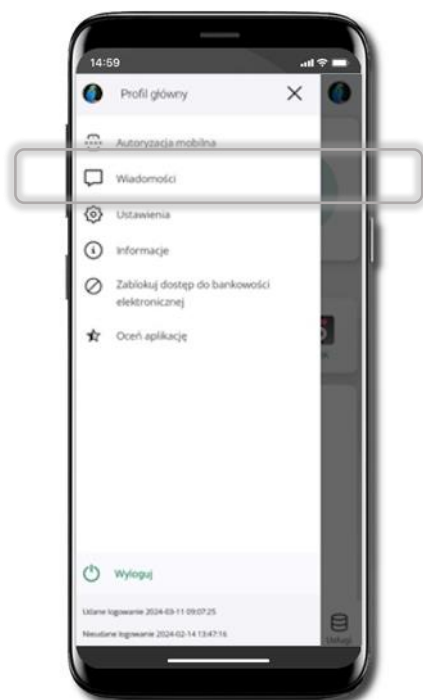 14:59
Profil główny
Autoryzacja mobilna
Wiadomości
Ustawienia
Informacje
Zablokuj dostęp do bankowości
elektronicznej
Oceń aplikację
Wyloguj
Udane logowanie 2024-03-11 09:07:25
Nieudane logowanie 2024-02-14 13:47:16
Usługi